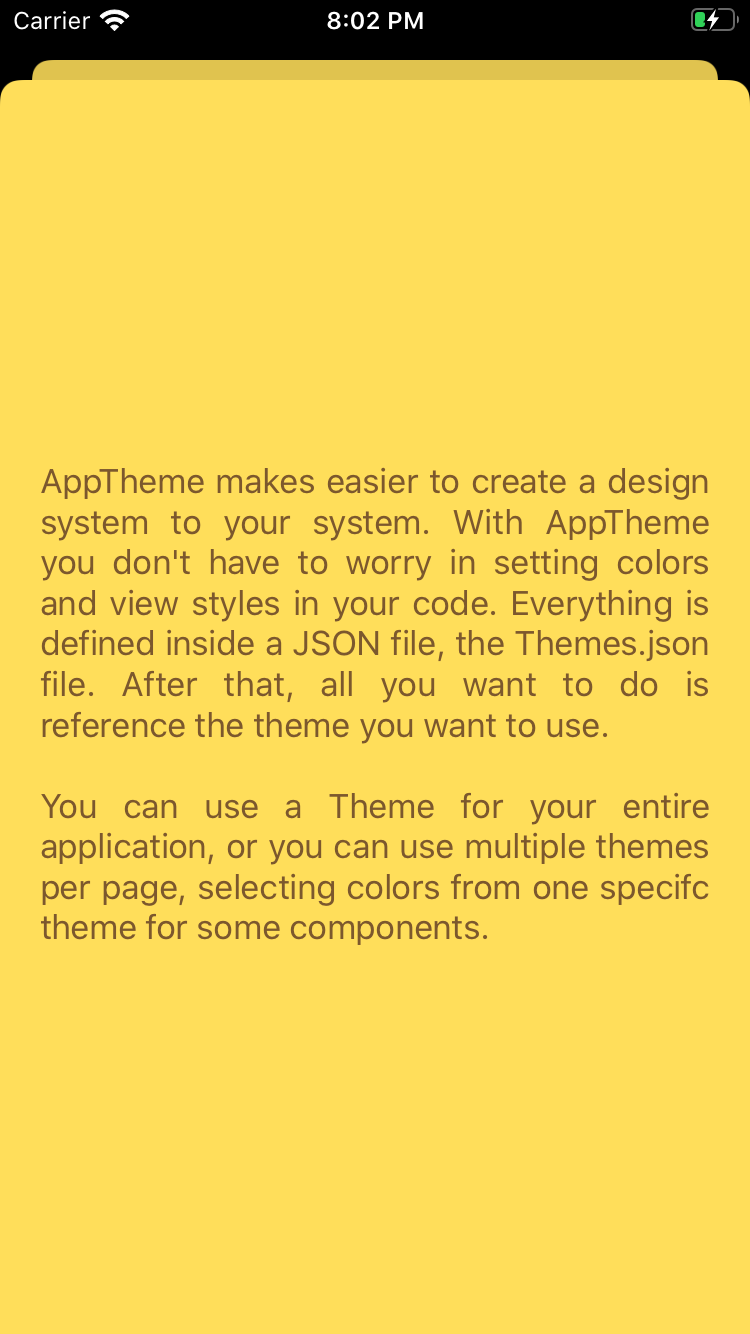 Carrier 8:02 PM
AppTheme makes easier to create a design
system to your system. With AppTheme
you don't have to worry in setting colors
and view styles in your code. Everything is
defined inside a JSON file, the Themes.json
file. After that, all you want to do is
reference the theme you want to use.
You can use a Theme for your entire
application, or you can use multiple themes
per page, selecting colors from one specifc
theme for some components.